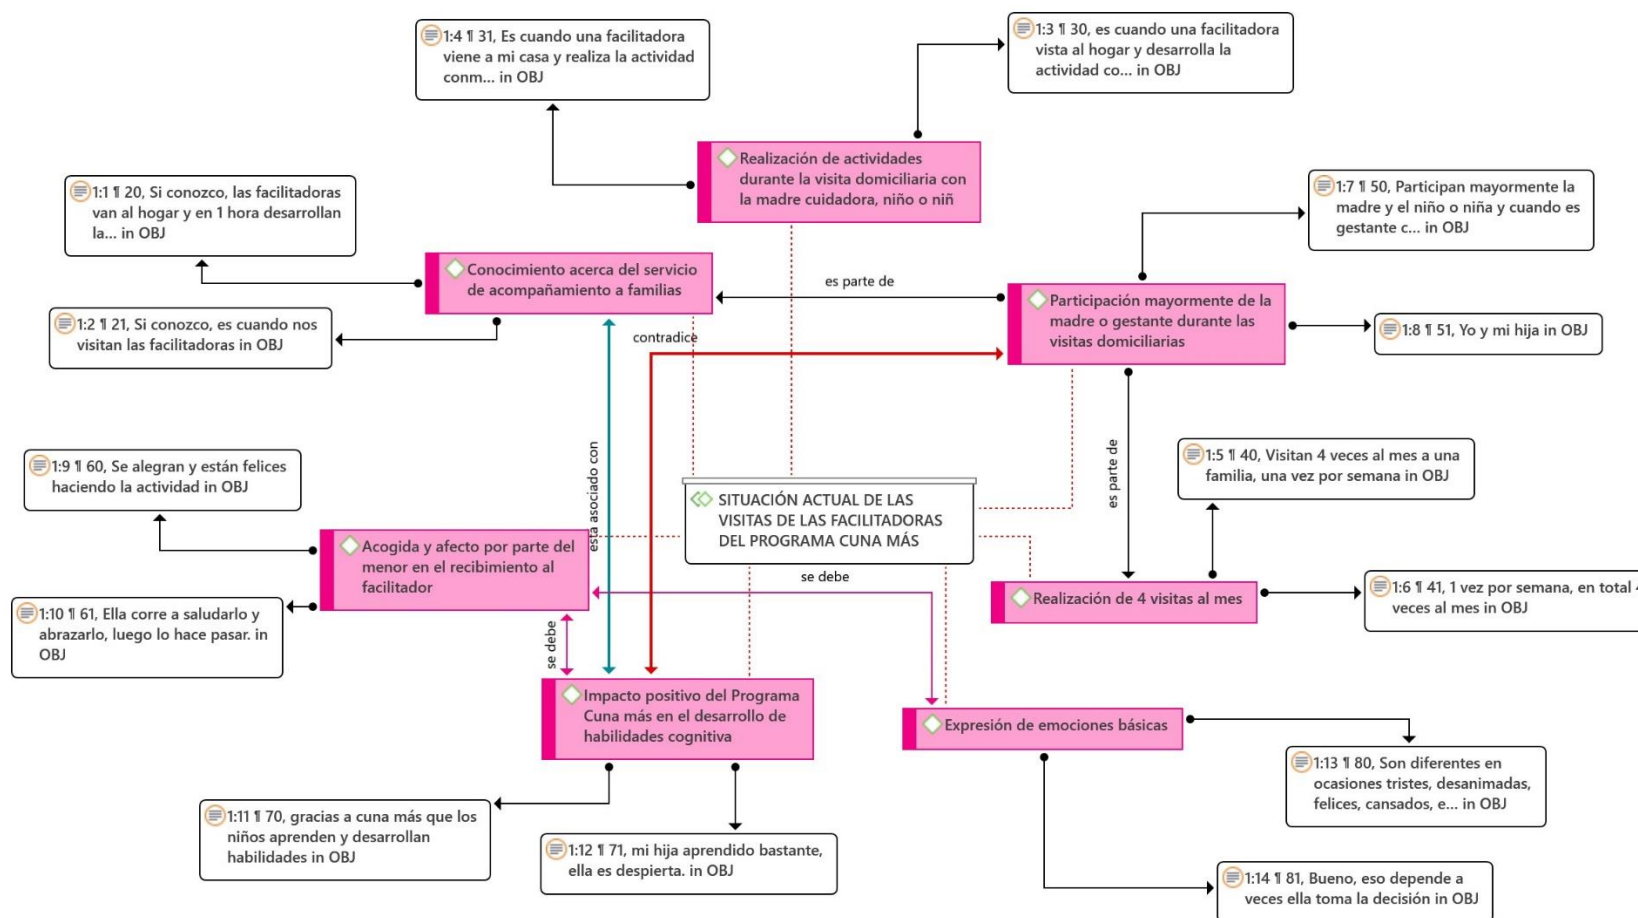 1:4 ¶ 31, Es cuando una facilitadora
viene a mi casa y realiza la actividad
conm... in OBJ
1:3 ¶ 30, es cuando una facilitadora
vista al hogar y desarrolla la
actividad co... in OBJ
Realización de actividades
durante la visita domiciliaria con
la madre cuidadora, niño o niñ
1:1 ¶ 20, Si conozco, las facilitadoras
van al hogar y en 1 hora desarrollan
la... in OBJ
1:7 ¶ 50, Participan mayormente la
madre y el niño o niña y cuando es
gestante c... in OBJ
Conocimiento acerca del servicio
de acompañamiento a familias
es parte de
Participación mayormente de la
madre o gestante durante las
visitas domiciliarias
1:2 ¶ 21, Si conozco, es cuando nos
visitan las facilitadoras in OBJ
contradice
1:8 ¶ 51, Yo y mi hija in OBJ
1:9 ¶ 60, Se alegran y están felices
haciendo la actividad in OBJ
esta asociado con
es parte de
1:5 ¶ 40, Visitan 4 veces al mes a una
familia, una vez por semana in OBJ
SITUACIÓN ACTUAL DE LAS
VISITAS DE LAS FACILITADORAS
DEL PROGRAMA CUNA MÁS
Acogida y afecto por parte del
menor en el recibimiento al
facilitador
se debe
Realización de 4 visitas al mes
1:6 ¶ 41, 1 vez por semana, en total 4
veces al mes in OBJ
1:10 ¶ 61, Ella corre a saludarlo y
abrazarlo, luego lo hace pasar. in
OBJ
se debe
Impacto positivo del Programa
Cuna más en el desarrollo de
habilidades cognitiva
Expresión de emociones básicas
1:13 ¶ 80, Son diferentes en
ocasiones tristes, desanimadas,
felices, cansados, e... in OBJ
1:11 ¶ 70, gracias a cuna más que los
niños aprenden y desarrollan
habilidades in OBJ
1:12 ¶ 71, mi hija aprendido bastante,
ella es despierta. in OBJ
1:14 ¶ 81, Bueno, eso depende a
veces ella toma la decisión in OBJ